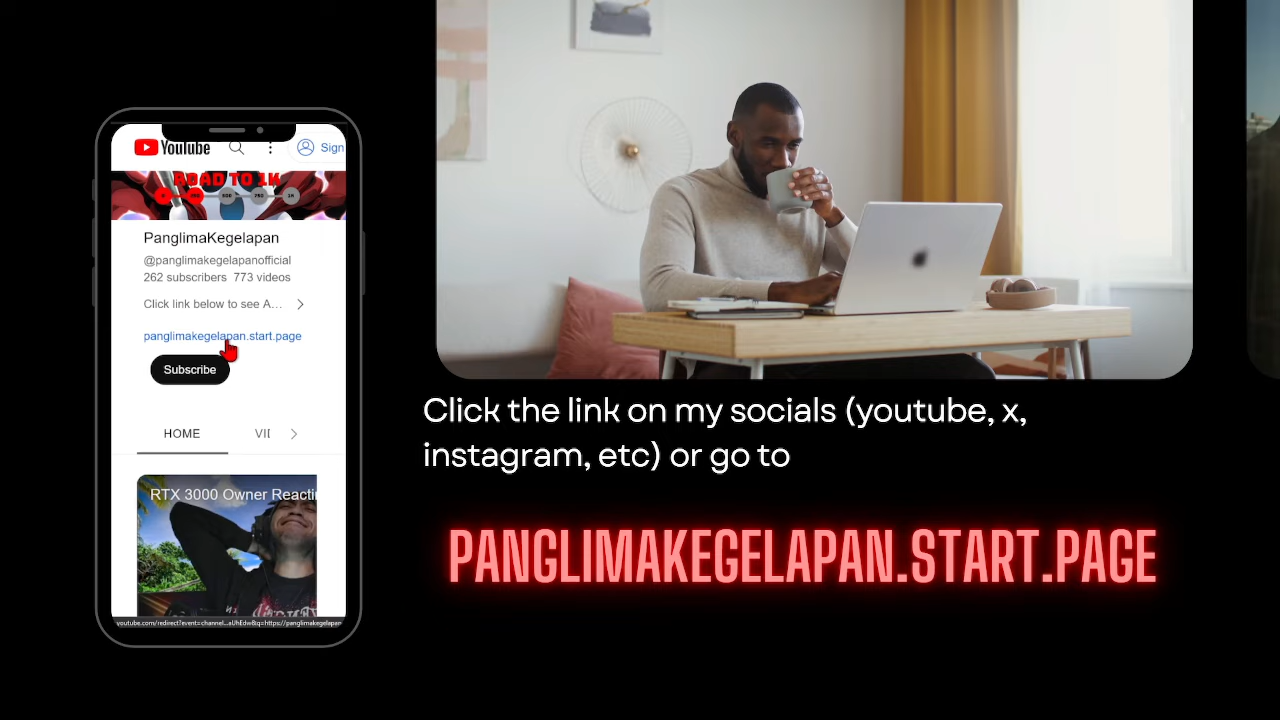 YouTube
Sign
ROAD TO 1K
PanglimaKegelapan
@panglimakegelapanofficial
262 subscribers 773 videos
Click link below to see A...
panglimakegelapan.start.page
Subscribe
HOME
RTX 3000 Owner Reactin
Click the link on my socials (youtube, x,
instagram, etc) or go to
PANGLIMAKEGELAPAN.START.PAGE